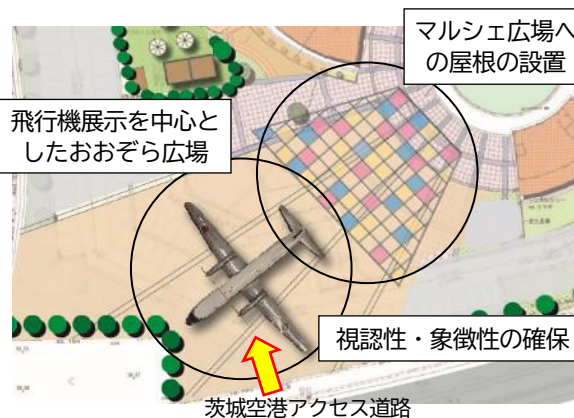 マルシェ広場へ
の屋根の設置
飛行機展示を中心と
したおおぞら広場
視認性・象徴性の確保
茨城空港アクセス道路